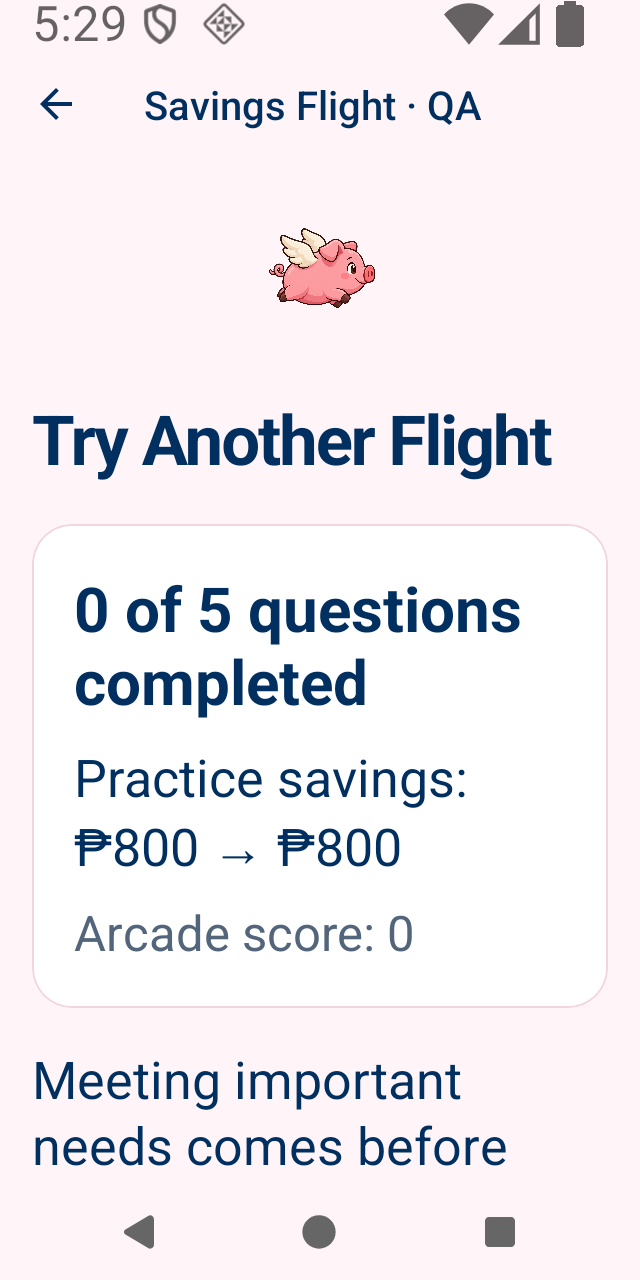 5:29
Savings Flight · QA
Try Another Flight
0 of 5 questions
completed
Practice savings:
₱800 → ₱800
Arcade score: 0
Meeting important
needs comes before